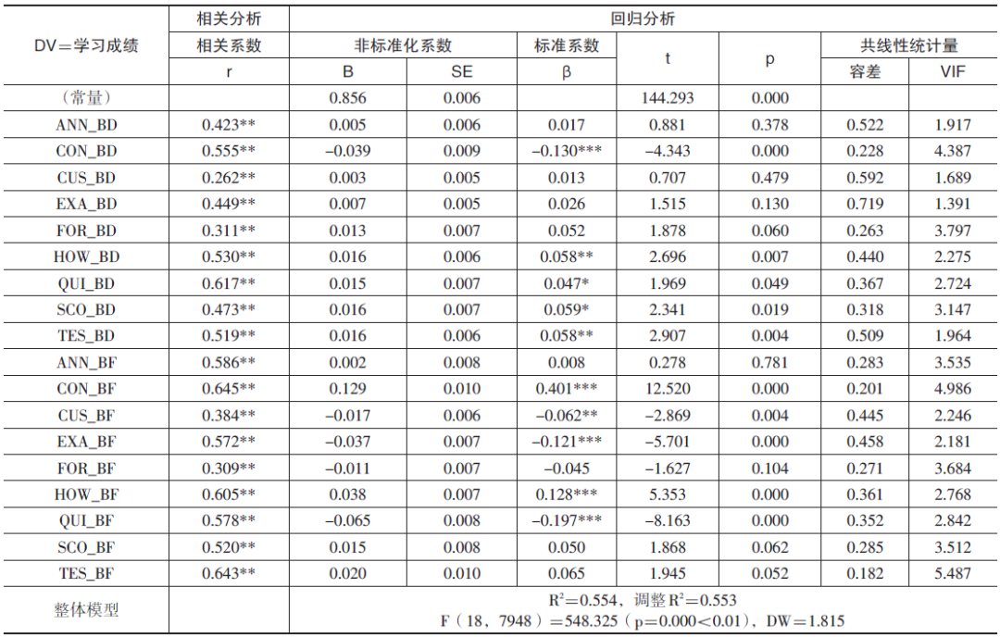 DV=学习成绩 相关分析 回归分析
相关系数 非标准化系数 标准系数 t p 共线性统计量
r B SE β 容差 VIF
(常量) 0.856 0.006 144.293 0.000
ANN_BD 0.423** 0.005 0.006 0.017 0.881 0.378 0.522 1.917
CON_BD 0.555** -0.039 0.009 -0.130*** -4.343 0.000 0.228 4.387
CUS_BD 0.262** 0.003 0.005 0.013 0.707 0.479 0.592 1.689
EXA_BD 0.449** 0.007 0.005 0.026 1.515 0.130 0.719 1.391
FOR_BD 0.311** 0.013 0.007 0.052 1.878 0.060 0.263 3.797
HOW_BD 0.530** 0.016 0.006 0.058** 2.696 0.007 0.440 2.275
QUI_BD 0.617** 0.015 0.007 0.047* 1.969 0.049 0.367 2.724
SCO_BD 0.473** 0.016 0.007 0.059* 2.341 0.019 0.318 3.147
TES_BD 0.519** 0.016 0.006 0.058** 2.907 0.004 0.509 1.964
ANN_BF 0.586** 0.002 0.008 0.008 0.278 0.781 0.283 3.535
CON_BF 0.645** 0.129 0.010 0.401*** 12.520 0.000 0.201 4.986
CUS_BF 0.384** -0.017 0.006 -0.062** -2.869 0.004 0.445 2.246
EXA_BF 0.572** -0.037 0.007 -0.121*** -5.701 0.000 0.458 2.181
FOR_BF 0.309** -0.011 0.007 -0.045 -1.627 0.104 0.271 3.684
HOW_BF 0.605** 0.038 0.007 0.128*** 5.353 0.000 0.361 2.768
QUI_BF 0.578** -0.065 0.008 -0.197*** -8.163 0.000 0.352 2.842
SCO_BF 0.520** 0.015 0.008 0.050 1.868 0.062 0.285 3.512
TES_BF 0.643** 0.020 0.010 0.065 1.945 0.052 0.182 5.487
整体模型 R²=0.554，调整R²=0.553
F（18，7948）=548.325（p=0.000<0.01），DW=1.815